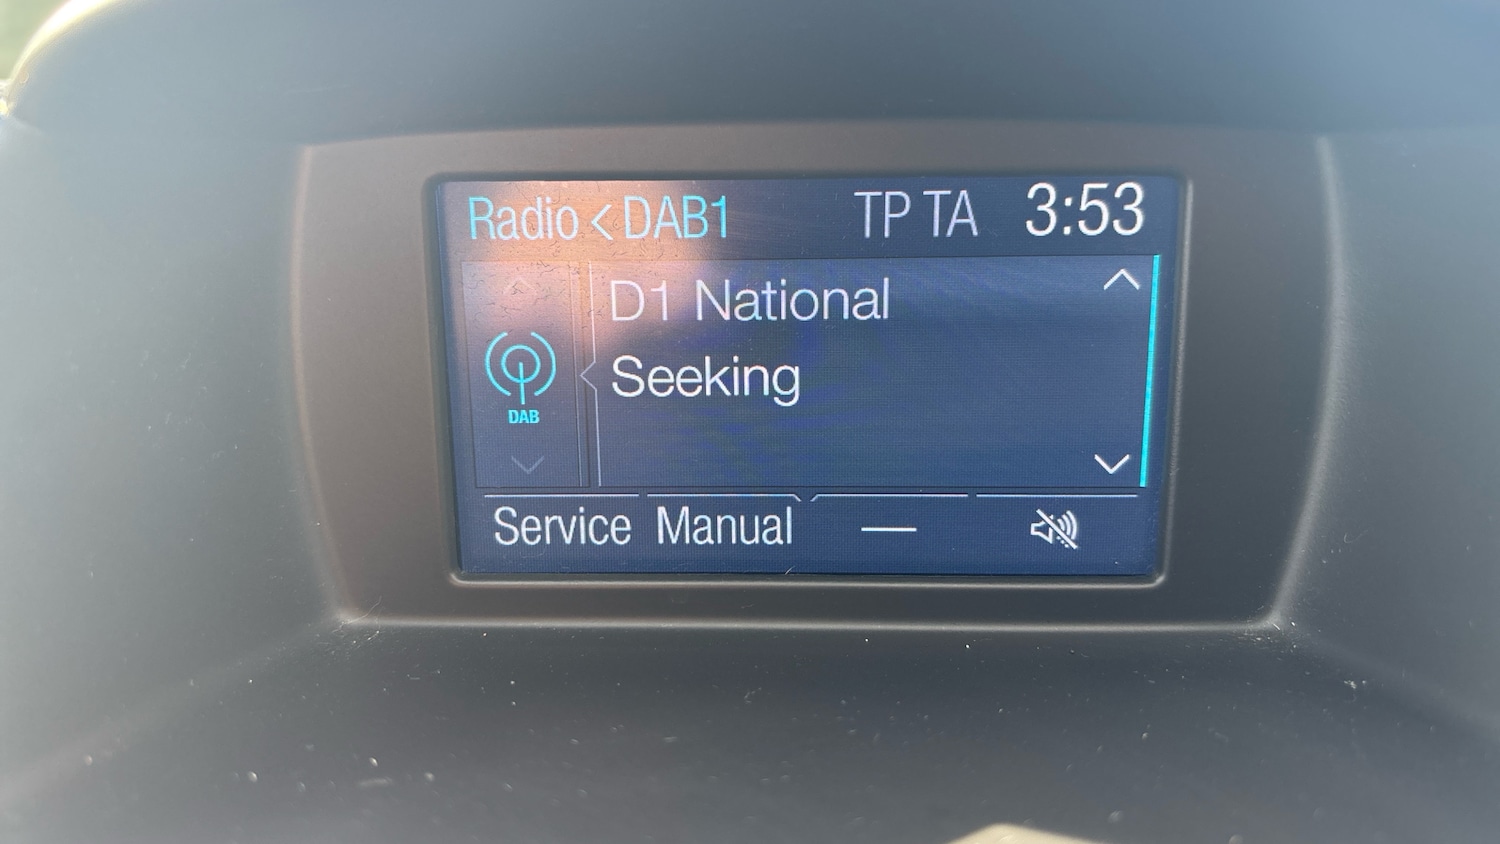 Radio < DAB1 TP TA 3:53
D1 National
DAB
Seeking
Service Manual —